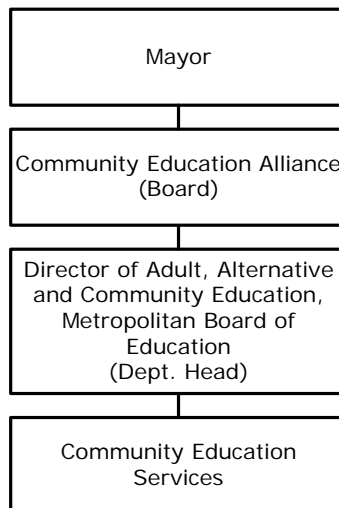 Mayor
Community Education Alliance
(Board)
Director of Adult, Alternative
and Community Education,
Metropolitan Board of
Education
(Dept. Head)
Community Education
Services